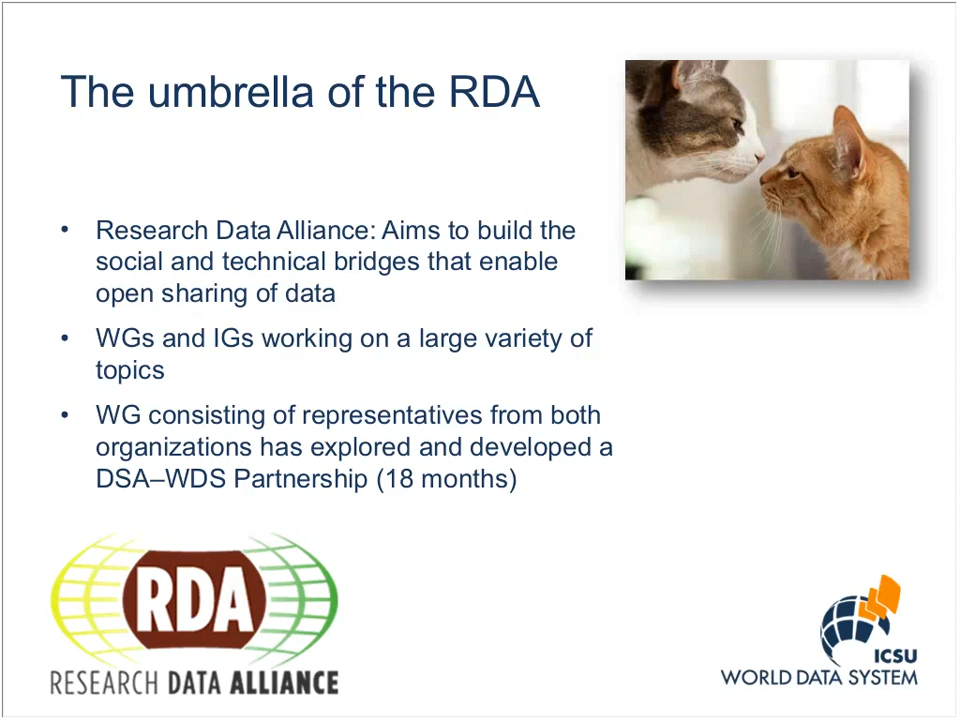 The umbrella of the RDA
• Research Data Alliance: Aims to build the
social and technical bridges that enable
open sharing of data
• WGs and IGs working on a large variety of
topics
• WG consisting of representatives from both
organizations has explored and developed a
DSA–WDS Partnership (18 months)
RDA
RESEARCH DATA ALLIANCE
ICSU
WORLD DATA SYSTEM